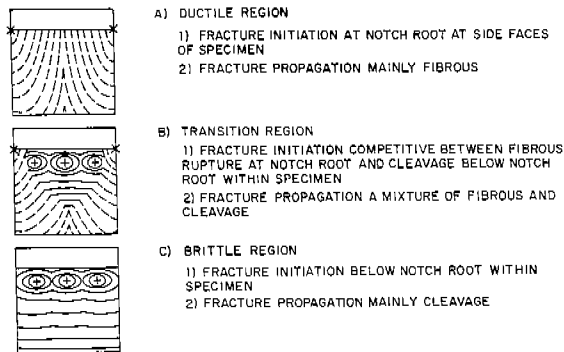 A) DUCTILE REGION
1) FRACTURE INITIATION AT NOTCH ROOT AT SIDE FACES
OF SPECIMEN
2) FRACTURE PROPAGATION MAINLY FIBROUS
B) TRANSITION REGION
1) FRACTURE INITIATION COMPETITIVE BETWEEN FIBROUS
RUPTURE AT NOTCH ROOT AND CLEAVAGE BELOW NOTCH
ROOT WITHIN SPECIMEN
2) FRACTURE PROPAGATION A MIXTURE OF FIBROUS AND
CLEAVAGE
C) BRITTLE REGION
1) FRACTURE INITIATION BELOW NOTCH ROOT WITHIN
SPECIMEN
2) FRACTURE PROPAGATION MAINLY CLEAVAGE